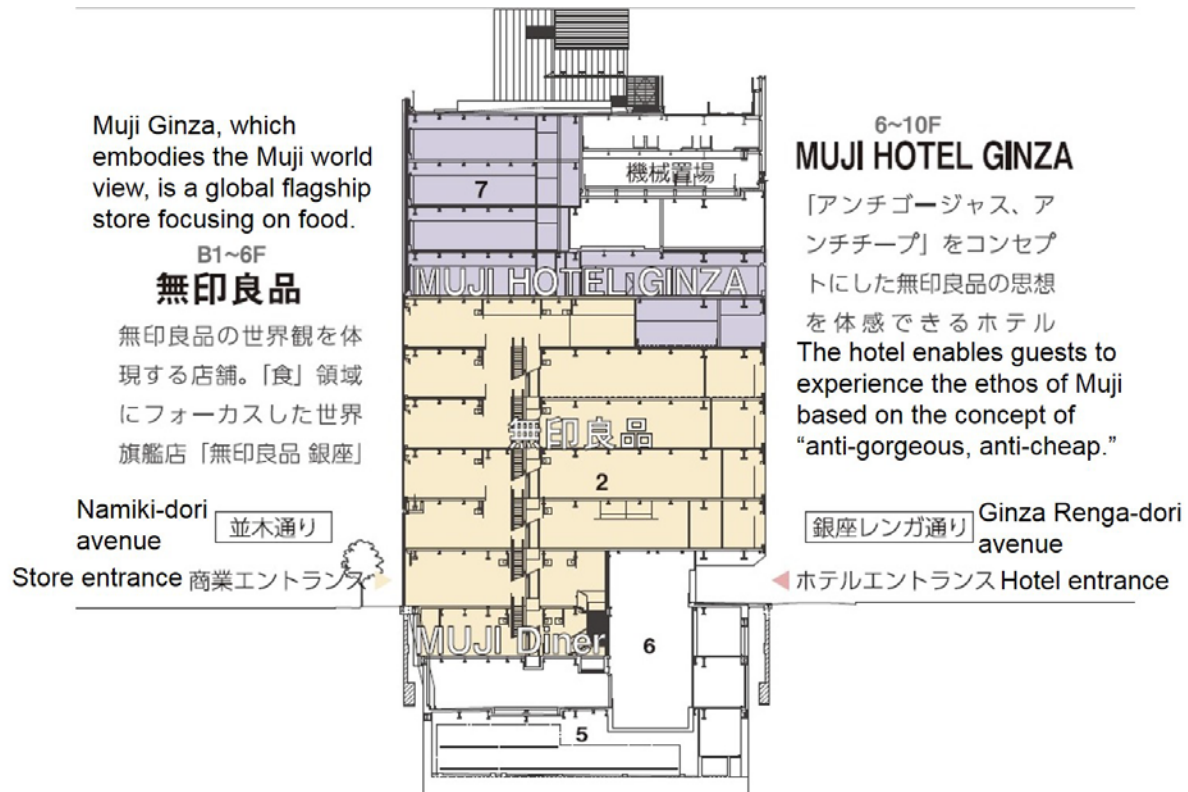 Muji Ginza, which
embodies the Muji world
view, is a global flagship
store focusing on food.
B1~6F
無印良品
無印良品の世界観を体
現する店舗。「食」領域
にフォーカスした世界
旗艦店「無印良品 銀座」
Namiki-dori
avenue
並木通り
Store entrance 商業エントランス
機械置場
7
MUJI HOTEL GINZA
無印良品
2
MUJI Diner
6
5
6~10F
MUJI HOTEL GINZA
「アンチゴージャス、ア
ンチチープ」をコンセプ
トにした無印良品の思想
を体感できるホテル
The hotel enables guests to
experience the ethos of Muji
based on the concept of
“anti-gorgeous, anti-cheap.”
銀座レンガ通り
Ginza Renga-dori
avenue
ホテルエントランス Hotel entrance